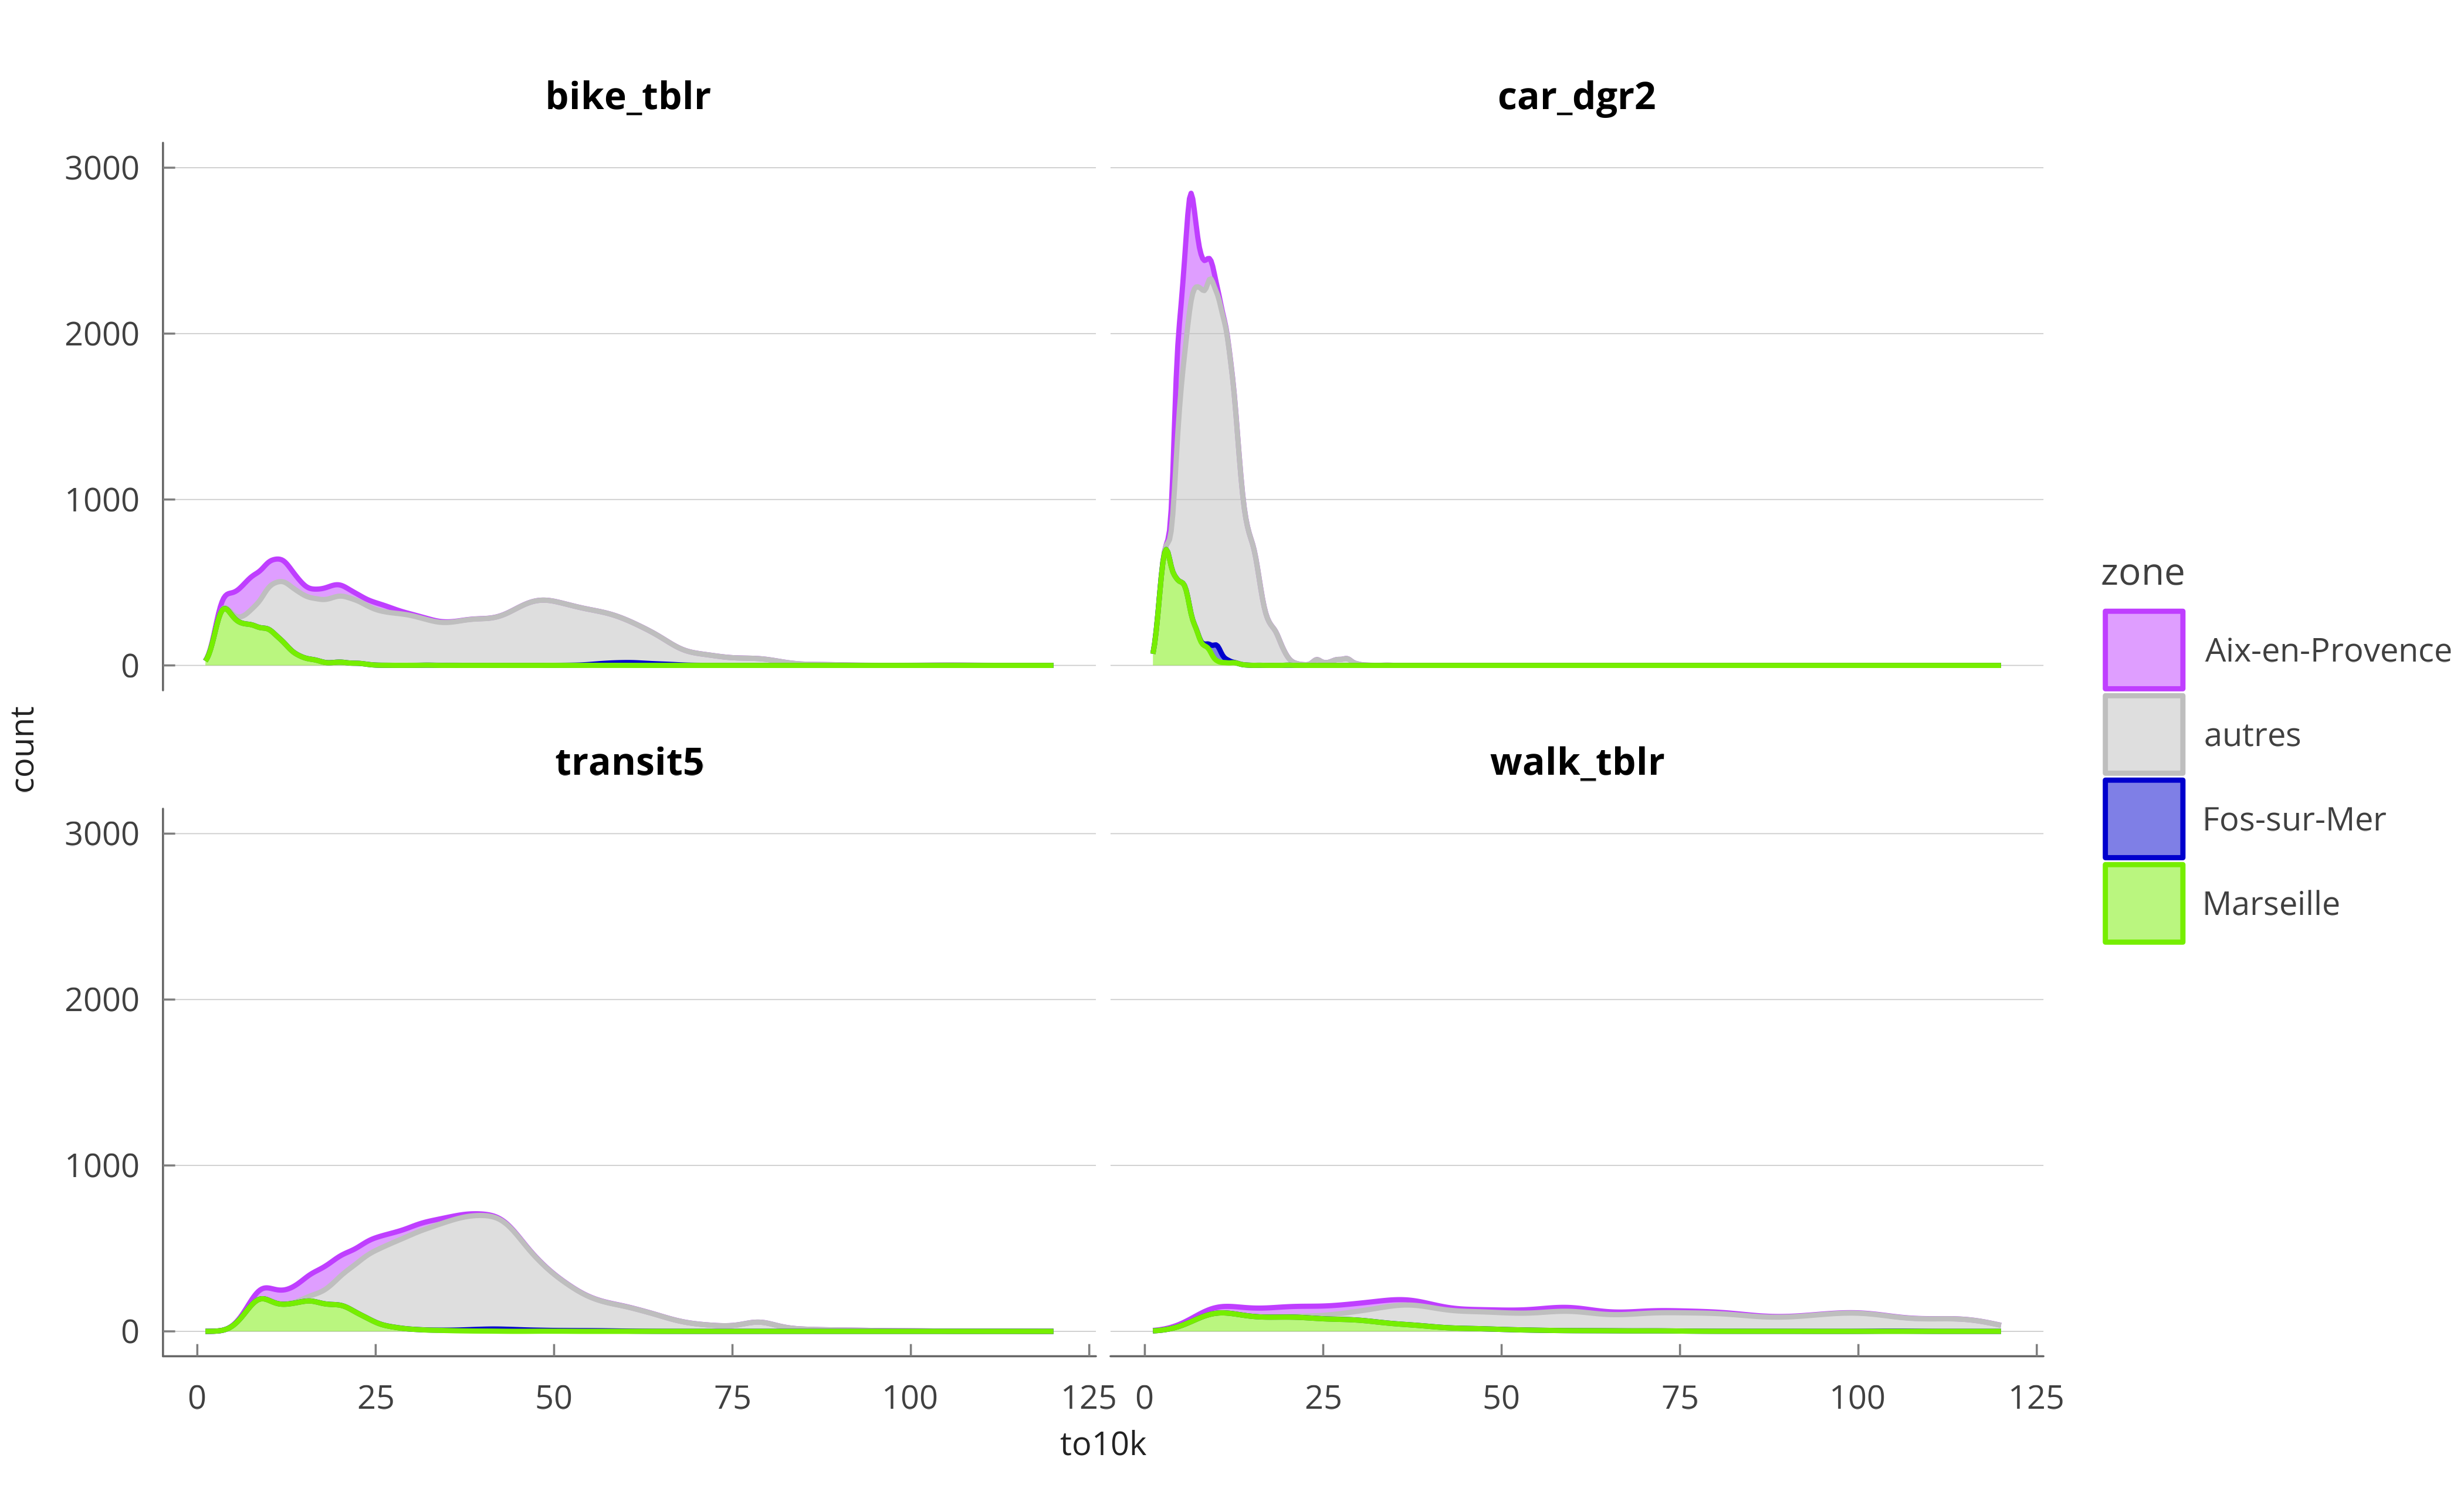 bike_tblr
car_dgr2
3000
2000
1000
0
transit5
walk_tblr
3000
2000
1000
0
0 25 50 75 100 125
0 25 50 75 100 125
to10k
count
zone
Aix-en-Provence
autres
Fos-sur-Mer
Marseille